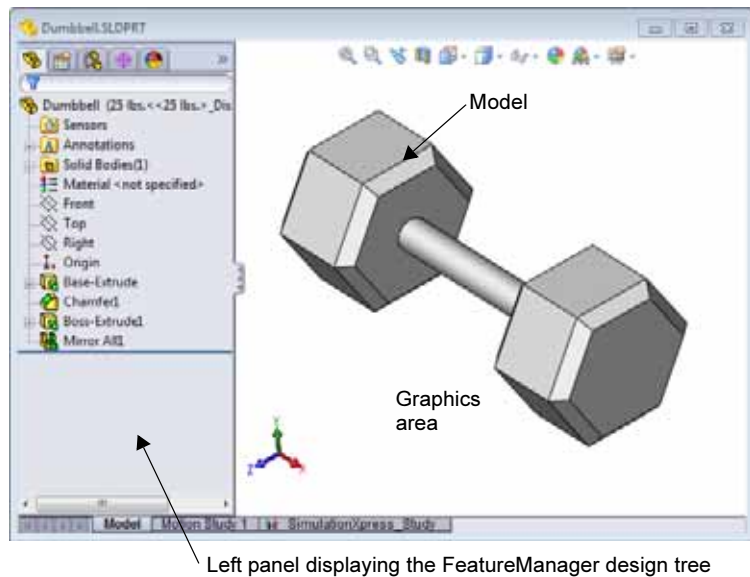 Dumbbell.SLDPRT
Dumbbell (25 lbs.<<25 lbs.>_Dis
Sensors
Annotations
Solid Bodies(1)
Material <not specified>
Front
Top
Right
Origin
Base-Extrude
Chamfer1
Boss-Extrude1
Mirror All1
Model
Graphics
area
Y
Z
X
Model
Motion Study 1
SimulationXpress_Study
Left panel displaying the FeatureManager design tree